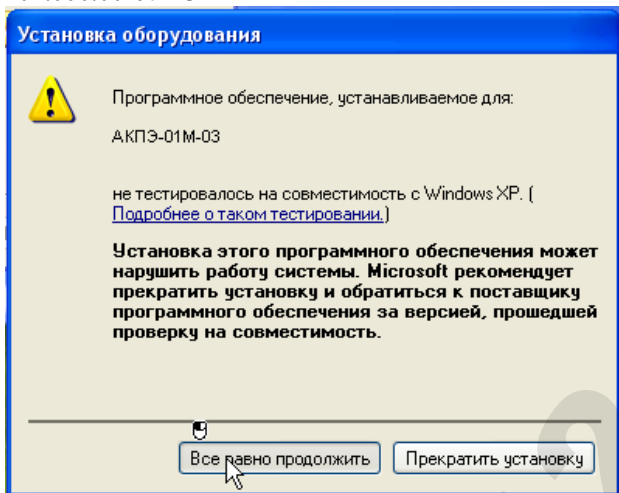 Установка оборудования
Программное обеспечение, устанавливаемое для:
АКПЭ-01М-03
не тестировалось на совместимость с Windows XP. (
Подробнее о таком тестировании.)
Установка этого программного обеспечения может
нарушить работу системы. Microsoft рекомендует
прекратить установку и обратиться к поставщику
программного обеспечения за версией, прошедшей
проверку на совместимость.
Все равно продолжить
Прекратить установку